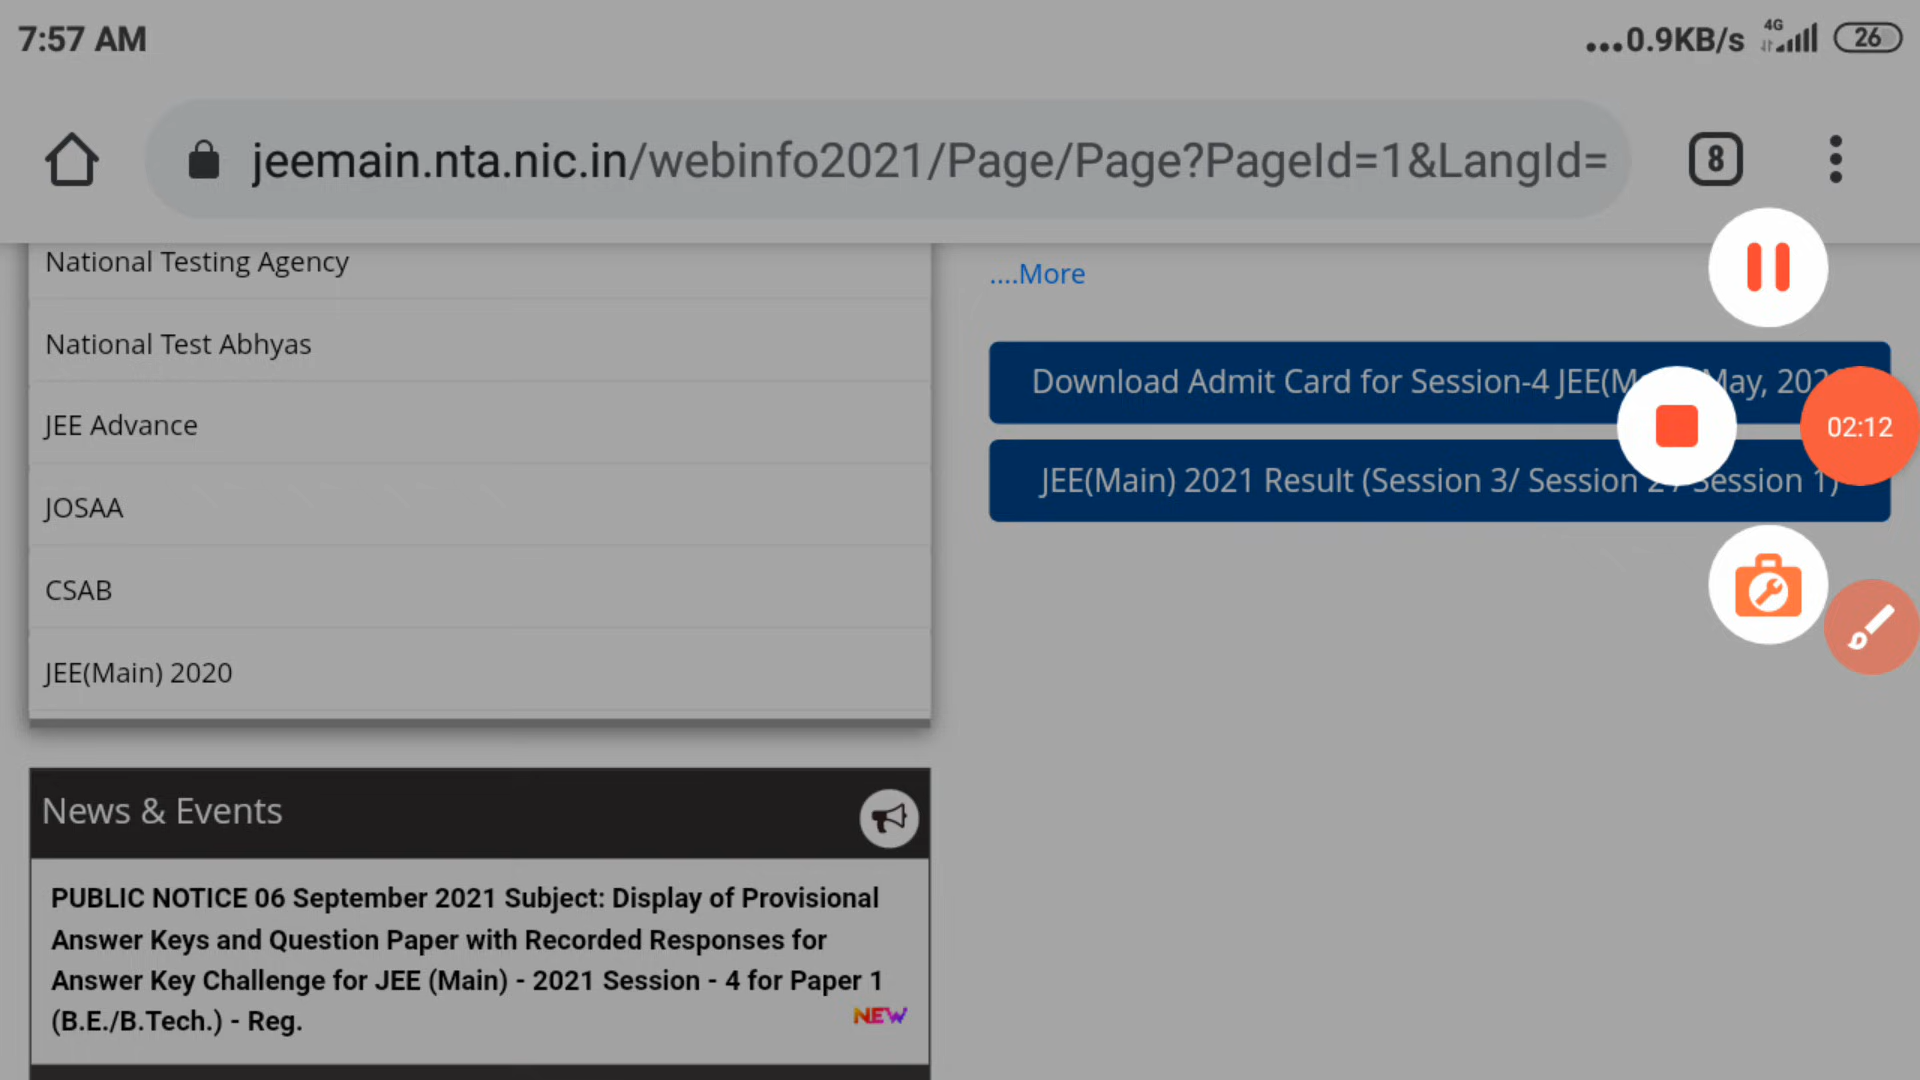 7:57 AM
...0.9KB/s 4G 26
jeemain.nta.nic.in/webinfo2021/Page/Page?PageId=1&LangId=
8
National Testing Agency
National Test Abhyas
JEE Advance
JOSAA
CSAB
JEE(Main) 2020
News & Events
PUBLIC NOTICE 06 September 2021 Subject: Display of Provisional
Answer Keys and Question Paper with Recorded Responses for
Answer Key Challenge for JEE (Main) - 2021 Session - 4 for Paper 1
(B.E./B.Tech.) - Reg.
NEW
....More
Download Admit Card for Session-4 May,
JEE(Main) 2021 Result (Session 3/ Session 2 / Session 1)
02:12